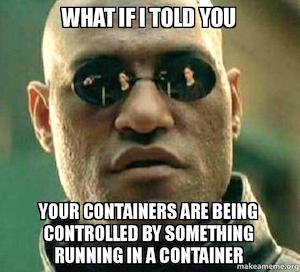 WHAT IF I TOLD YOU
YOUR CONTAINERS ARE BEING
CONTROLLED BY SOMETHING
RUNNING IN A CONTAINER
makeameme.org